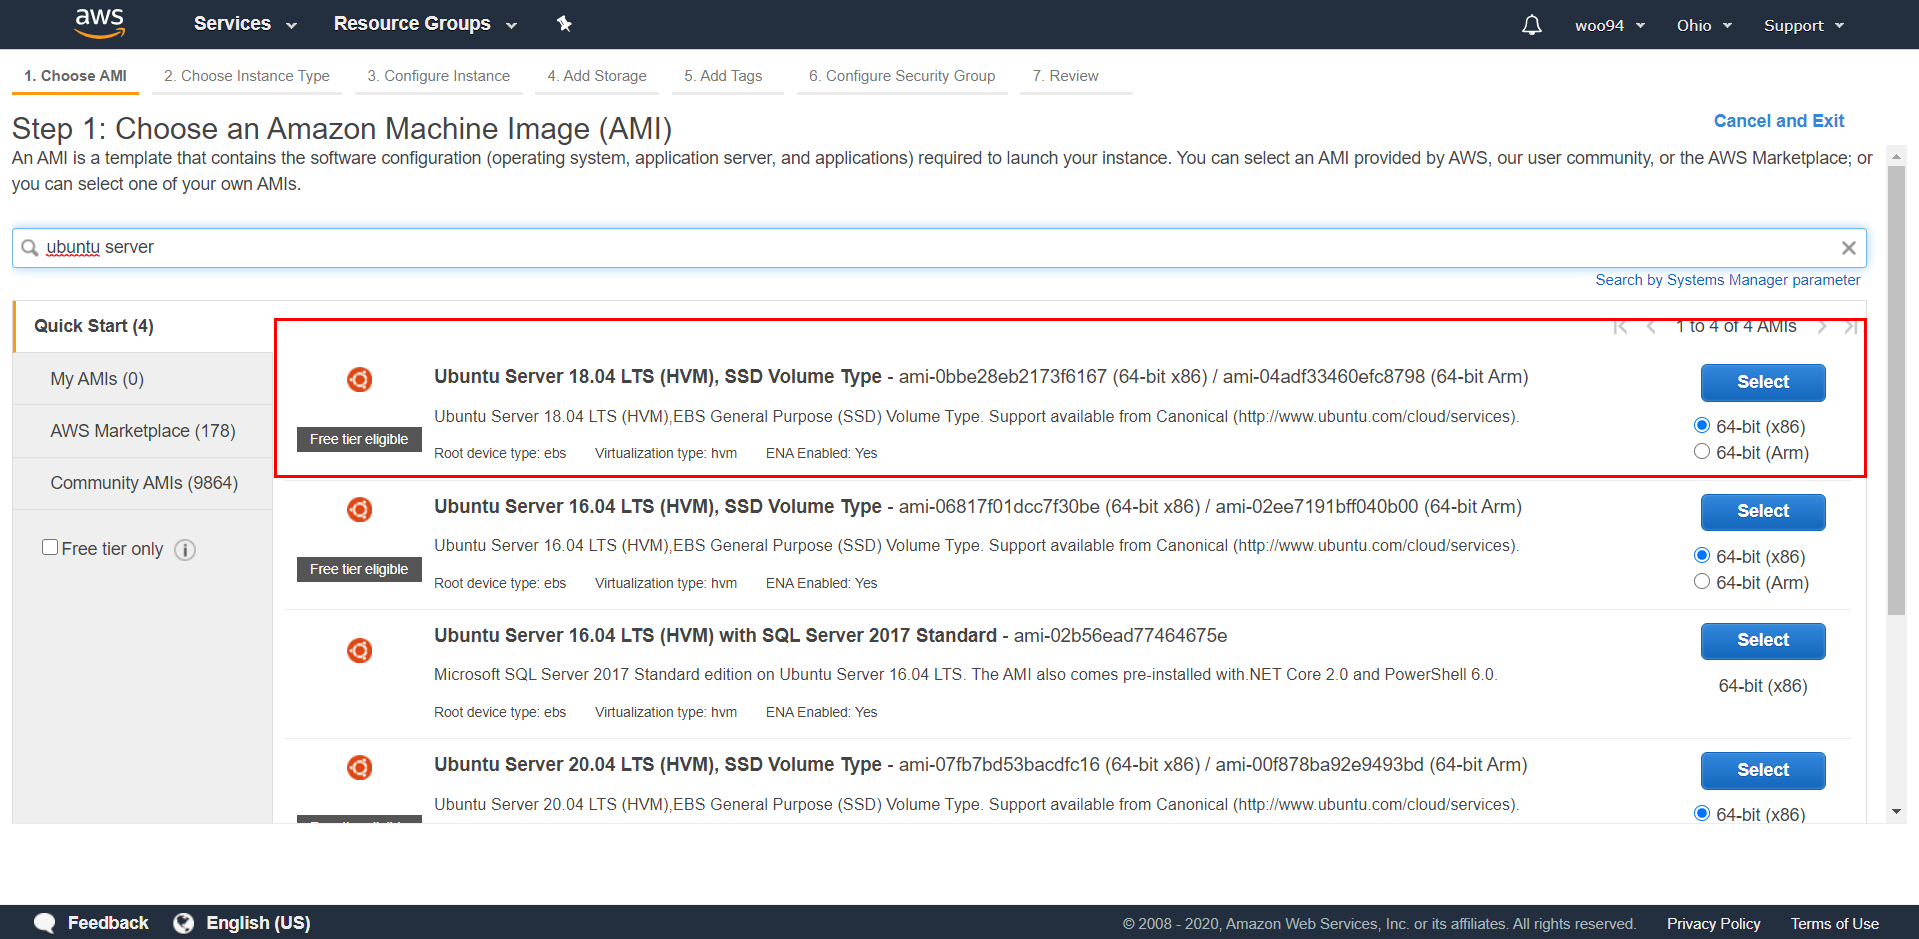 aws Services Resource Groups woo94 Ohio Support
1. Choose AMI 2. Choose Instance Type 3. Configure Instance 4. Add Storage 5. Add Tags 6. Configure Security Group 7. Review
Step 1: Choose an Amazon Machine Image (AMI)
Cancel and Exit
An AMI is a template that contains the software configuration (operating system, application server, and applications) required to launch your instance. You can select an AMI provided by AWS, our user community, or the AWS Marketplace; or
you can select one of your own AMIs.
ubuntu server
Search by Systems Manager parameter
Quick Start (4)
My AMIs (0)
AWS Marketplace (178)
Community AMIs (9864)
Free tier only
1 to 4 of 4 AMIs
Ubuntu Server 18.04 LTS (HVM), SSD Volume Type - ami-0bbe28eb2173f6167 (64-bit x86) / ami-04adf33460efc8798 (64-bit Arm)
Select
Ubuntu Server 18.04 LTS (HVM),EBS General Purpose (SSD) Volume Type. Support available from Canonical (http://www.ubuntu.com/cloud/services).
64-bit (x86)
Free tier eligible
Root device type: ebs Virtualization type: hvm ENA Enabled: Yes
64-bit (Arm)
Ubuntu Server 16.04 LTS (HVM), SSD Volume Type - ami-06817f01dcc7f30be (64-bit x86) / ami-02ee7191bff040b00 (64-bit Arm)
Select
Ubuntu Server 16.04 LTS (HVM),EBS General Purpose (SSD) Volume Type. Support available from Canonical (http://www.ubuntu.com/cloud/services).
64-bit (x86)
Free tier eligible
Root device type: ebs Virtualization type: hvm ENA Enabled: Yes
64-bit (Arm)
Ubuntu Server 16.04 LTS (HVM) with SQL Server 2017 Standard - ami-02b56ead77464675e
Select
Microsoft SQL Server 2017 Standard edition on Ubuntu Server 16.04 LTS. The AMI also comes pre-installed with.NET Core 2.0 and PowerShell 6.0.
64-bit (x86)
Root device type: ebs Virtualization type: hvm ENA Enabled: Yes
Ubuntu Server 20.04 LTS (HVM), SSD Volume Type - ami-07fb7bd53bacdfc16 (64-bit x86) / ami-00f878ba92e9493bd (64-bit Arm)
Select
Ubuntu Server 20.04 LTS (HVM),EBS General Purpose (SSD) Volume Type. Support available from Canonical (http://www.ubuntu.com/cloud/services).
64-bit (x86)
Feedback English (US) © 2008 - 2020, Amazon Web Services, Inc. or its affiliates. All rights reserved. Privacy Policy Terms of Use